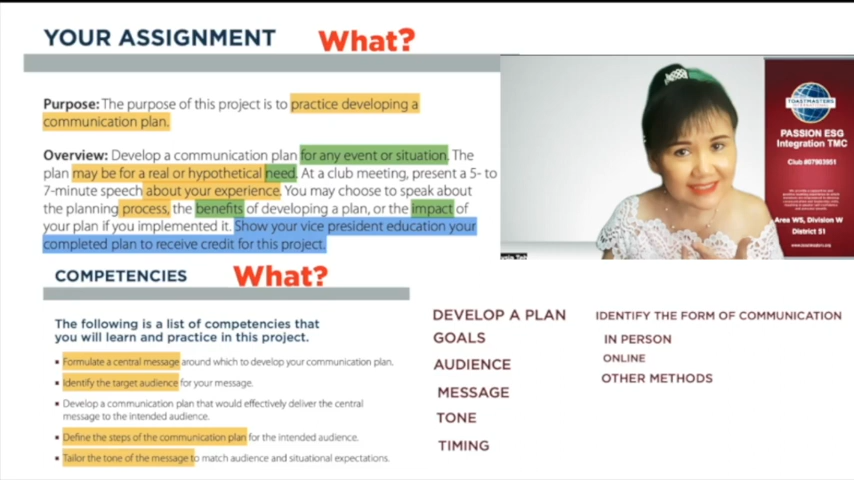 YOUR ASSIGNMENT What?
Purpose: The purpose of this project is to practice developing a
communication plan.
Overview: Develop a communication plan for any event or situation. The
plan may be for a real or hypothetical need. At a club meeting, present a 5- to
7-minute speech about your experience. You may choose to speak about
the planning process, the benefits of developing a plan, or the impact of
your plan if you implemented it. Show your vice president education your
completed plan to receive credit for this project.
COMPETENCIES What?
The following is a list of competencies that
you will learn and practice in this project.
▪ Formulate a central message around which to develop your communication plan.
▪ Identify the target audience for your message.
▪ Develop a communication plan that would effectively deliver the central
message to the intended audience.
▪ Define the steps of the communication plan for the intended audience.
▪ Tailor the tone of the message to match audience and situational expectations.
TOASTMASTERS
PASSION ESG
Integration TMC
Club #07903951
Area W5, Division W
District 51
DEVELOP A PLAN
GOALS
AUDIENCE
MESSAGE
TONE
TIMING
IDENTIFY THE FORM OF COMMUNICATION
IN PERSON
ONLINE
OTHER METHODS